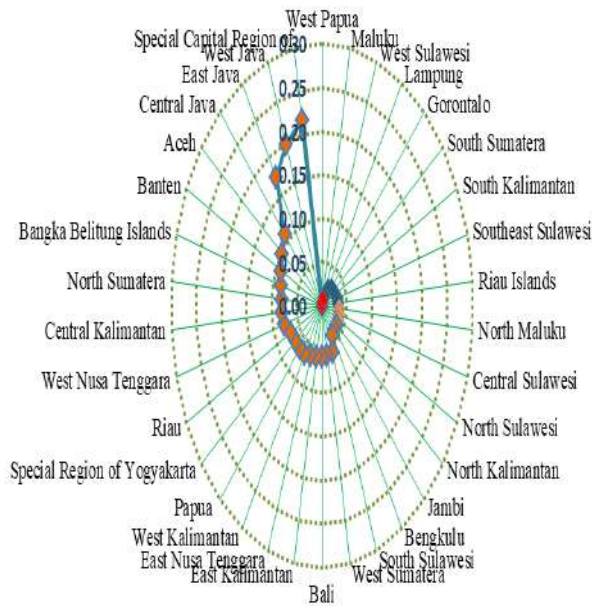 West Papua
Maluku
West Sulawesi
Lampung
Gorontalo
South Sumatera
South Kalimantan
Southeast Sulawesi
Riau Islands
North Maluku
Central Sulawesi
North Sulawesi
North Kalimantan
Jambi
Bengkulu
South Sulawesi
West Sumatera
Bali
East Kalimantan
East Nusa Tenggara
West Kalimantan
Papua
Special Region of Yogyakarta
Riau
West Nusa Tenggara
Central Kalimantan
North Sumatera
Bangka Belitung Islands
Banten
Aceh
Central Java
East Java
West Java
Special Capital Region of
0.30
0.25
0.20
0.15
0.10
0.05
0.00